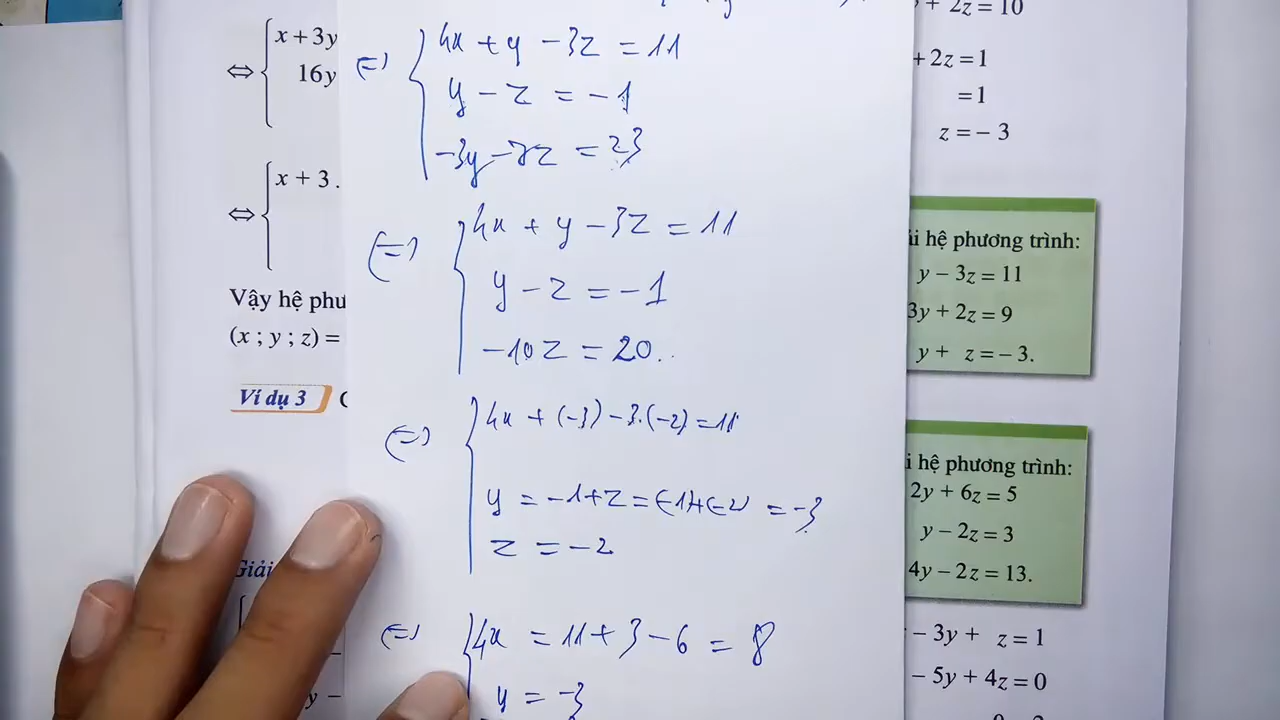 x + 3y
⇔
16y
x + 3 .
⇔
Vậy hệ phư
(x ; y ; z) =
Ví dụ 3
Giải
4x + y - 3z = 11
⇔ y - z = -1
-3y - 7z = 23
4x + y - 3z = 11
⇔ y - z = -1
-10z = 20..
4x + (-3) - 3.(-2) = 11
⇔
y = -1+z = (-1)+(-2) = -3
z = -2
⇔ 4x = 11 + 3 - 6 = 8
y = -3
+ 2z = 10
+ 2z = 1
= 1
z = – 3
ải hệ phương trình:
y – 3z = 11
3y + 2z = 9
y + z = – 3.
i hệ phương trình:
2y + 6z = 5
y – 2z = 3
4y – 2z = 13.
– 3y + z = 1
– 5y + 4z = 0